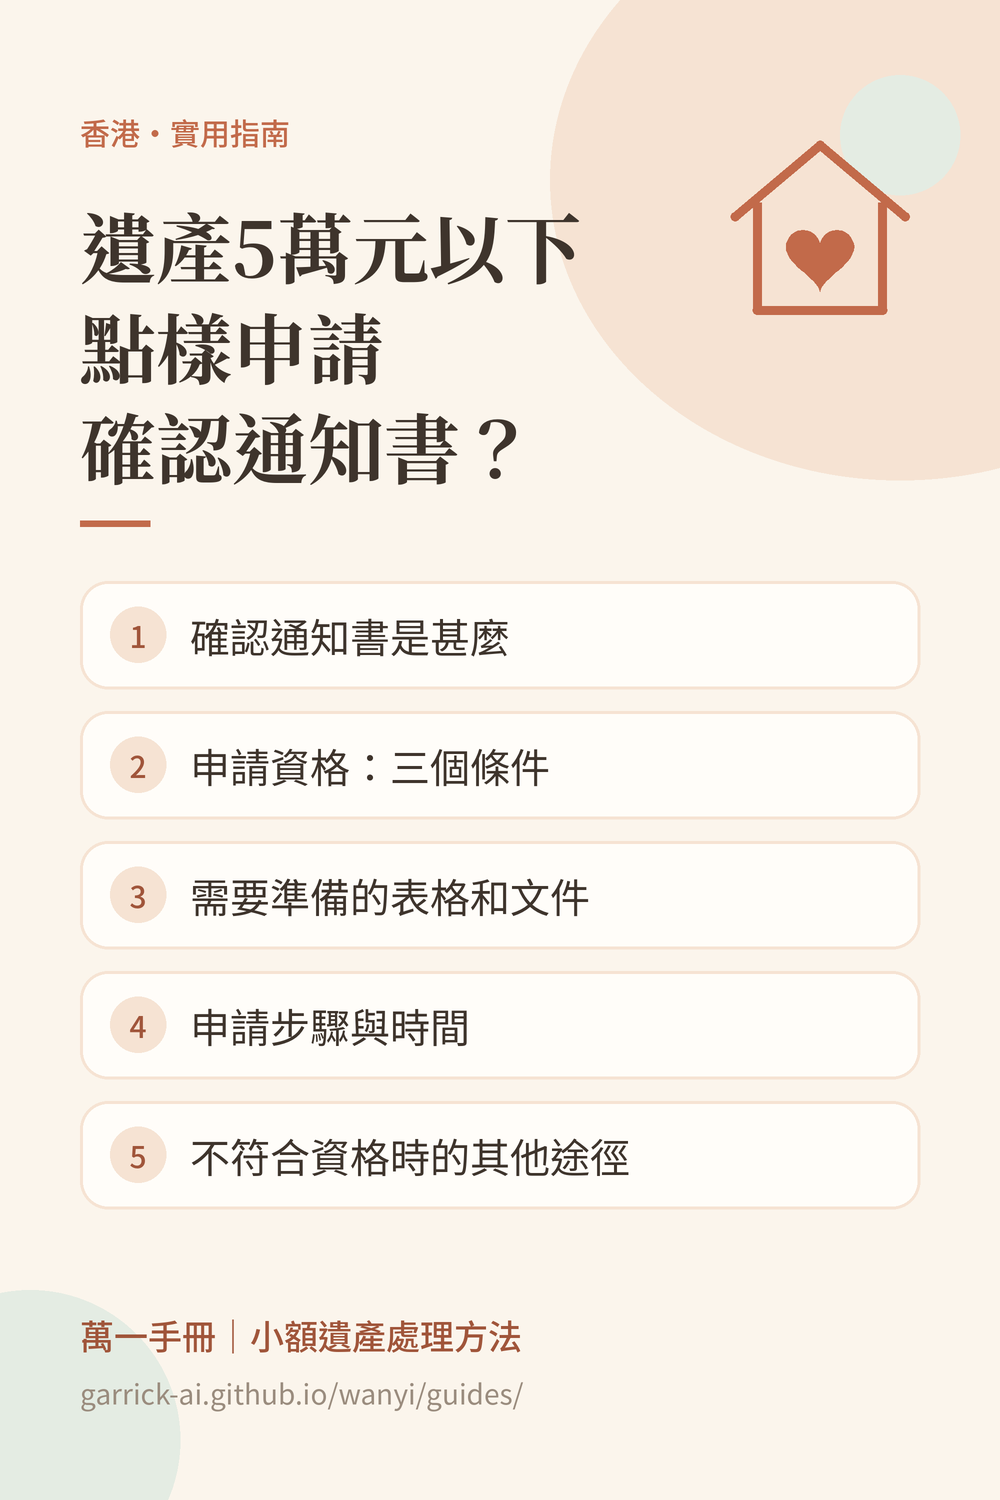 香港・實用指南
遺產5萬元以下
點樣申請
確認通知書？
1 確認通知書是甚麼
2 申請資格：三個條件
3 需要準備的表格和文件
4 申請步驟與時間
5 不符合資格時的其他途徑
萬一手冊｜小額遺產處理方法
garrick-ai.github.io/wanyi/guides/